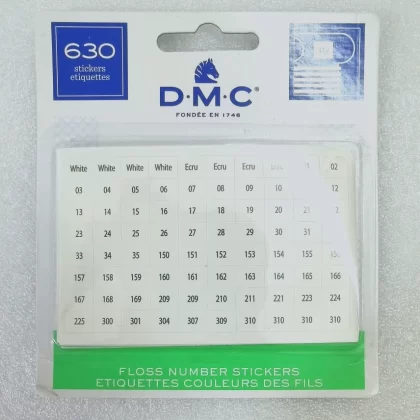 630
stickers
etiquettes
D·M·C
FONDÉE EN 1746
White White White White Ecru Ecru Ecru 02
03 04 05 06 07 08 09 10 12
13 14 15 16 17 18 19 20 21
23 24 25 26 27 28 29 30 31
33 34 35 150 151 152 153 154 155
157 158 159 160 161 162 163 164 165 166
167 168 169 209 209 210 211 221 223 224
225 300 301 304 307 309 310 310 310 310
FLOSS NUMBER STICKERS
ETIQUETTES COULEURS DES FILS